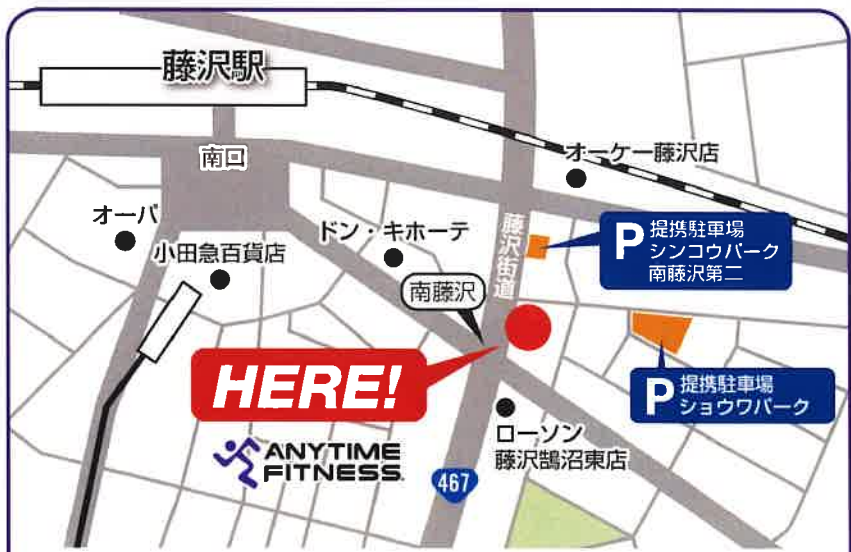 藤沢駅
南口
オーケー藤沢店
オーパ
小田急百貨店
ドン・キホーテ
藤沢街道
P 提携駐車場
シンコウパーク
南藤沢第二
南藤沢
HERE!
P 提携駐車場
ショウワパーク
ローソン
藤沢鵠沼東店
ANYTIME
FITNESS.
467